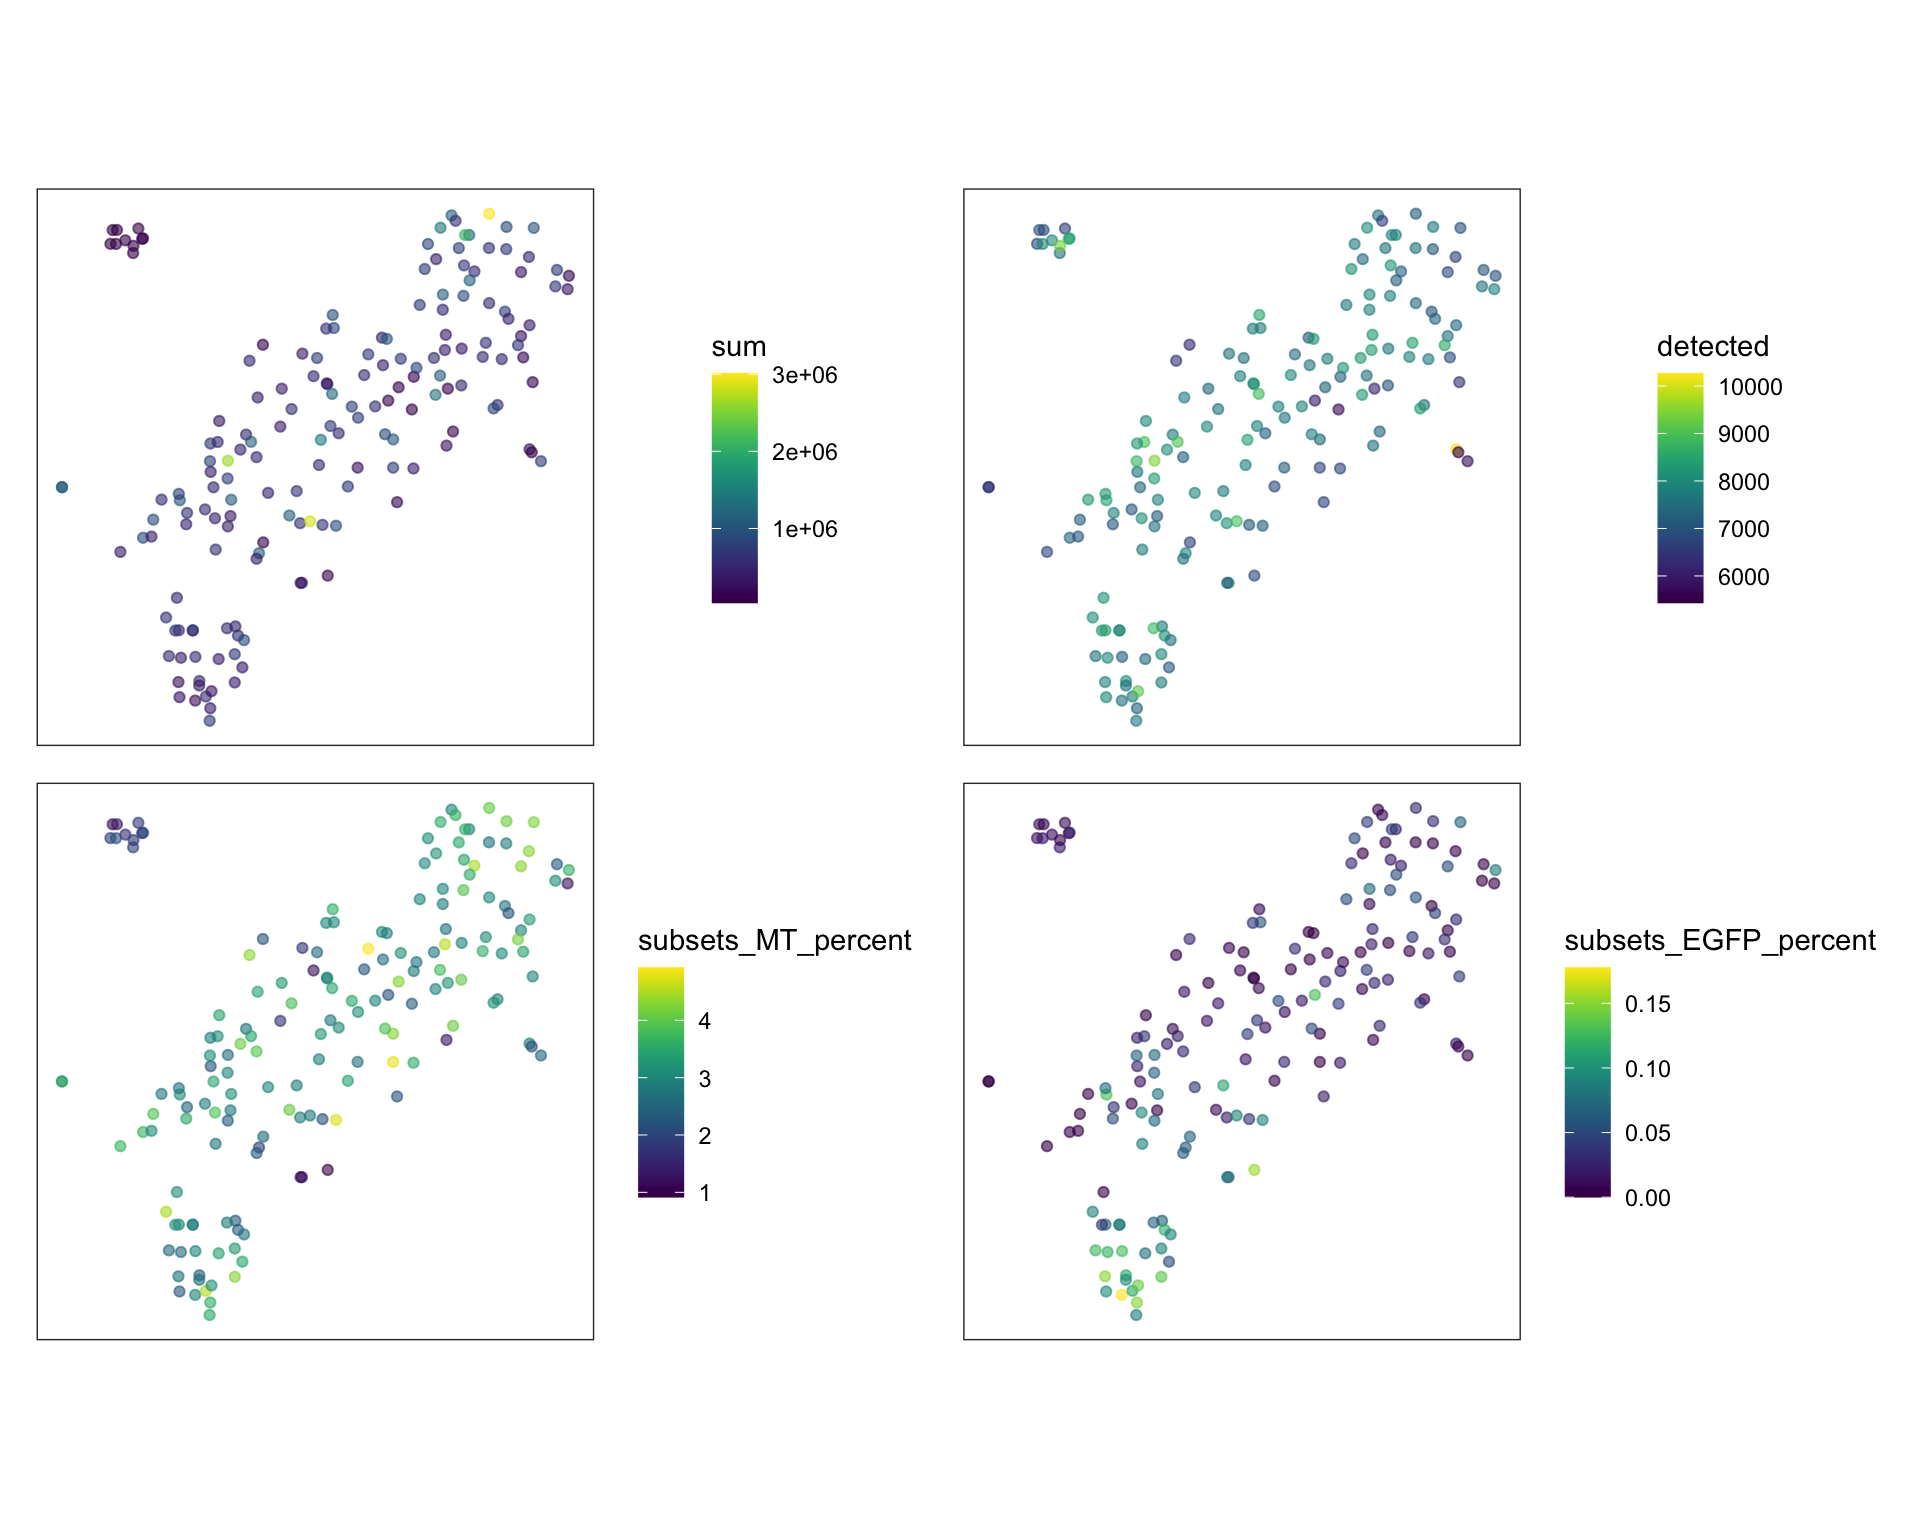 sum
3e+06
2e+06
1e+06
detected
10000
9000
8000
7000
6000
subsets_MT_percent
4
3
2
1
subsets_EGFP_percent
0.15
0.10
0.05
0.00